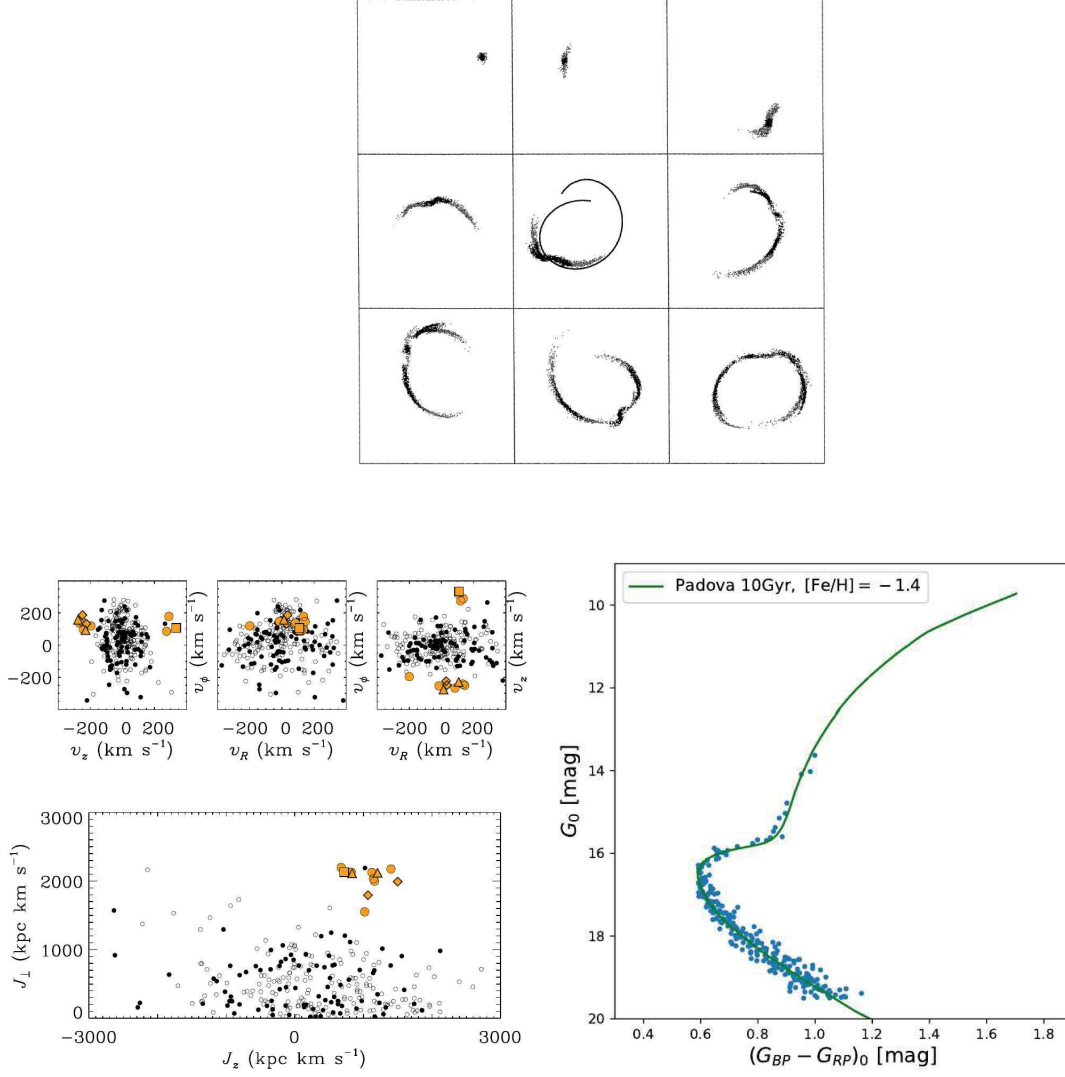 200
0
−200
−200 0 200
v_z (km s⁻¹)
v_φ (km s⁻¹)
−200 0 200
v_R (km s⁻¹)
v_φ (km s⁻¹)
−200 0 200
v_R (km s⁻¹)
v_z (km s⁻¹)
3000
2000
1000
0
J_⊥ (kpc km s⁻¹)
−3000 0 3000
J_z (kpc km s⁻¹)
Padova 10Gyr, [Fe/H] = −1.4
10
12
14
16
18
20
G_0 [mag]
0.4 0.6 0.8 1.0 1.2 1.4 1.6 1.8
(G_BP − G_RP)_0 [mag]